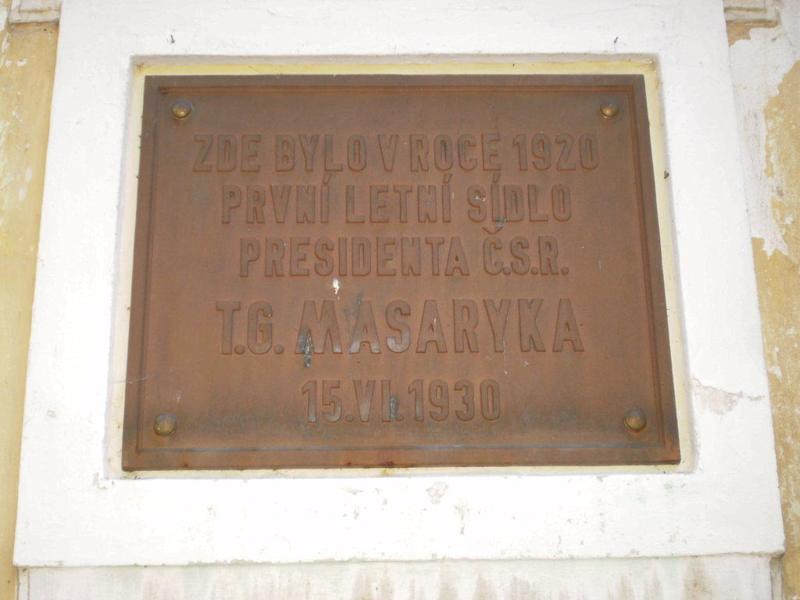 ZDE BYLO V ROCE 1920
PRVNÍ LETNÍ SÍDLO
PRESIDENTA Č.S.R.
T.G. MASARYKA
15.VI.1930